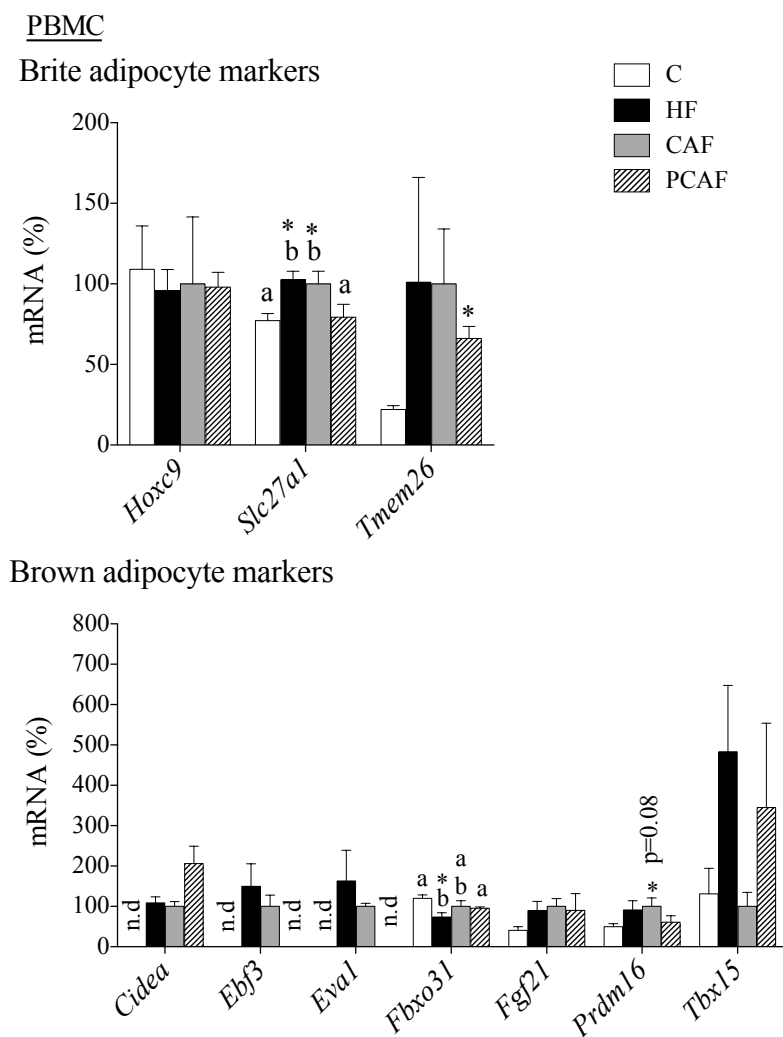 PBMC
Brite adipocyte markers
C
HF
CAF
PCAF
200
150
100
50
0
mRNA (%)
* *
b b
a a
*
Hoxc9
Slc27a1
Tmem26
Brown adipocyte markers
800
700
600
500
400
300
200
100
0
mRNA (%)
n.d
n.d
n.d
n.d
n.d
a
*
b
a
b
a
*
p=0.08
Cidea
Ebf3
Eva1
Fbxo31
Fgf21
Prdm16
Tbx15